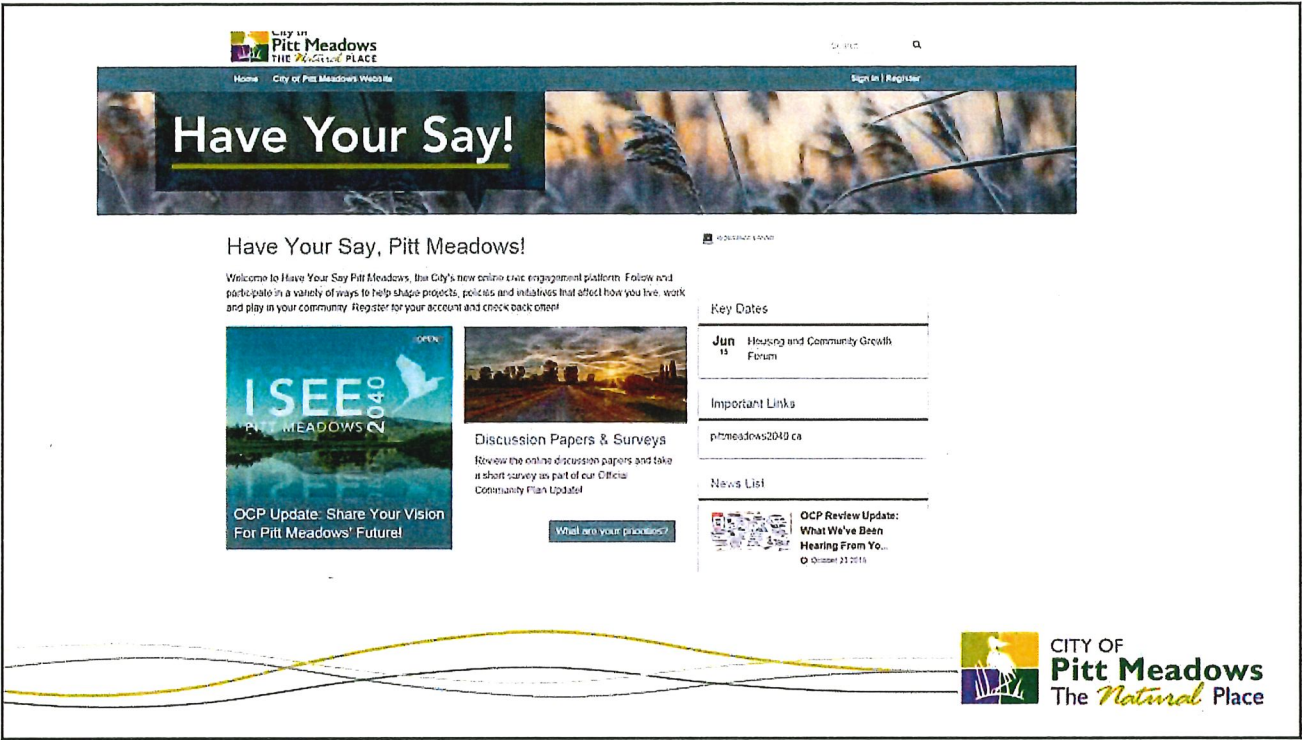 City of
Pitt Meadows
THE Natural PLACE
Home City of Pitt Meadows Website
Sign In | Register
Have Your Say!
Have Your Say, Pitt Meadows!
Welcome to Have Your Say Pitt Meadows, the City's new online civic engagement platform. Follow and
participate in a variety of ways to help shape projects, policies and initiatives that affect how you live, work
and play in your community. Register for your account and check back often!
OPEN
I SEE
2040
PITT MEADOWS
OCP Update: Share Your Vision
For Pitt Meadows' Future!
Discussion Papers & Surveys
Review the online discussion papers and take
a short survey as part of our Official
Community Plan Update!
What are your priorities?
Key Dates
Jun
15
Housing and Community Growth
Forum
Important Links
pittmeadows2040.ca
News List
OCP Review Update:
What We've Been
Hearing From Yo...
CITY OF
Pitt Meadows
The Natural Place